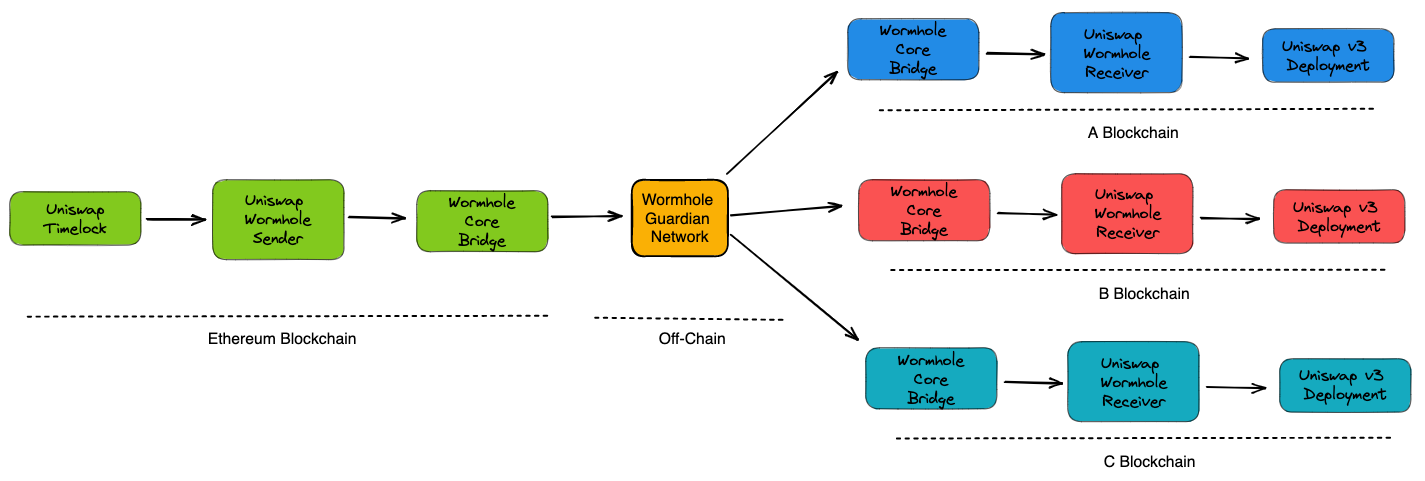 Uniswap
Timelock
Uniswap
Wormhole
Sender
Wormhole
Core
Bridge
Ethereum Blockchain
Wormhole
Guardian
Network
Off-Chain
Wormhole
Core
Bridge
Uniswap
Wormhole
Receiver
Uniswap v3
Deployment
A Blockchain
Wormhole
Core
Bridge
Uniswap
Wormhole
Receiver
Uniswap v3
Deployment
B Blockchain
Wormhole
Core
Bridge
Uniswap
Wormhole
Receiver
Uniswap v3
Deployment
C Blockchain